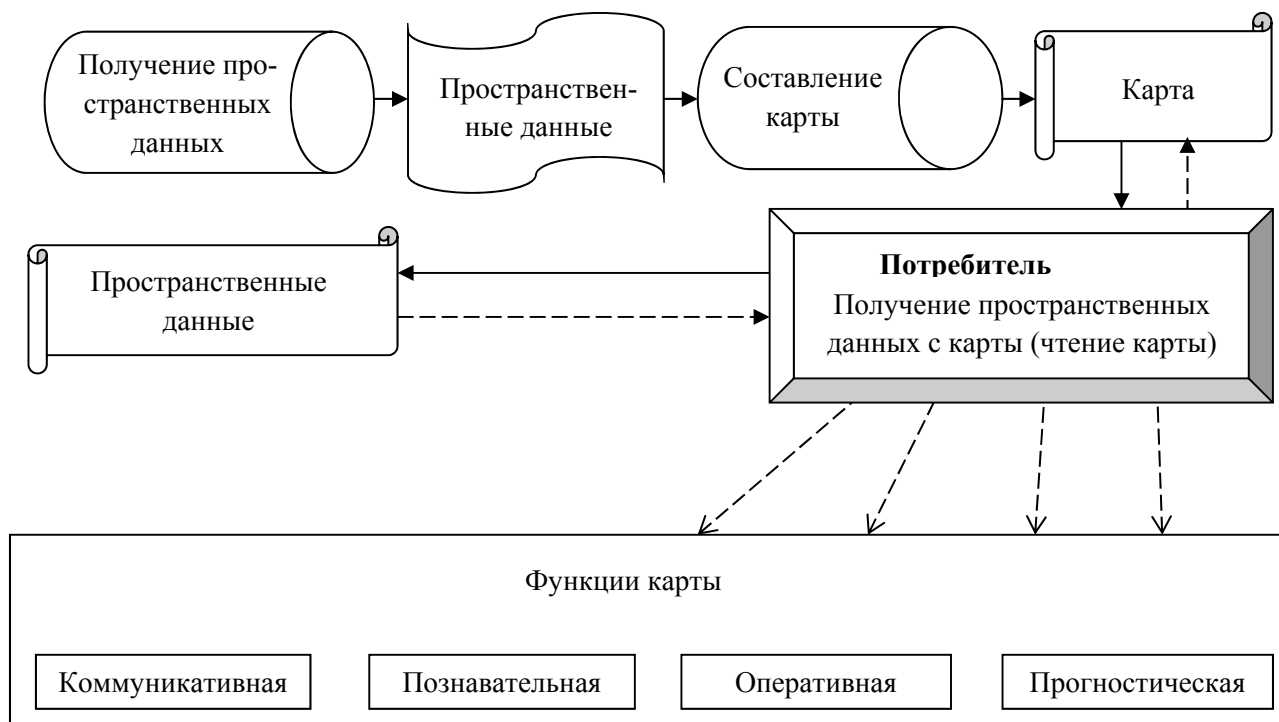 Получение про-
странственных
данных
Пространствен-
ные данные
Составление
карты
Карта
Пространственные
данные
Потребитель
Получение пространственных
данных с карты (чтение карты)
Функции карты
Коммуникативная
Познавательная
Оперативная
Прогностическая